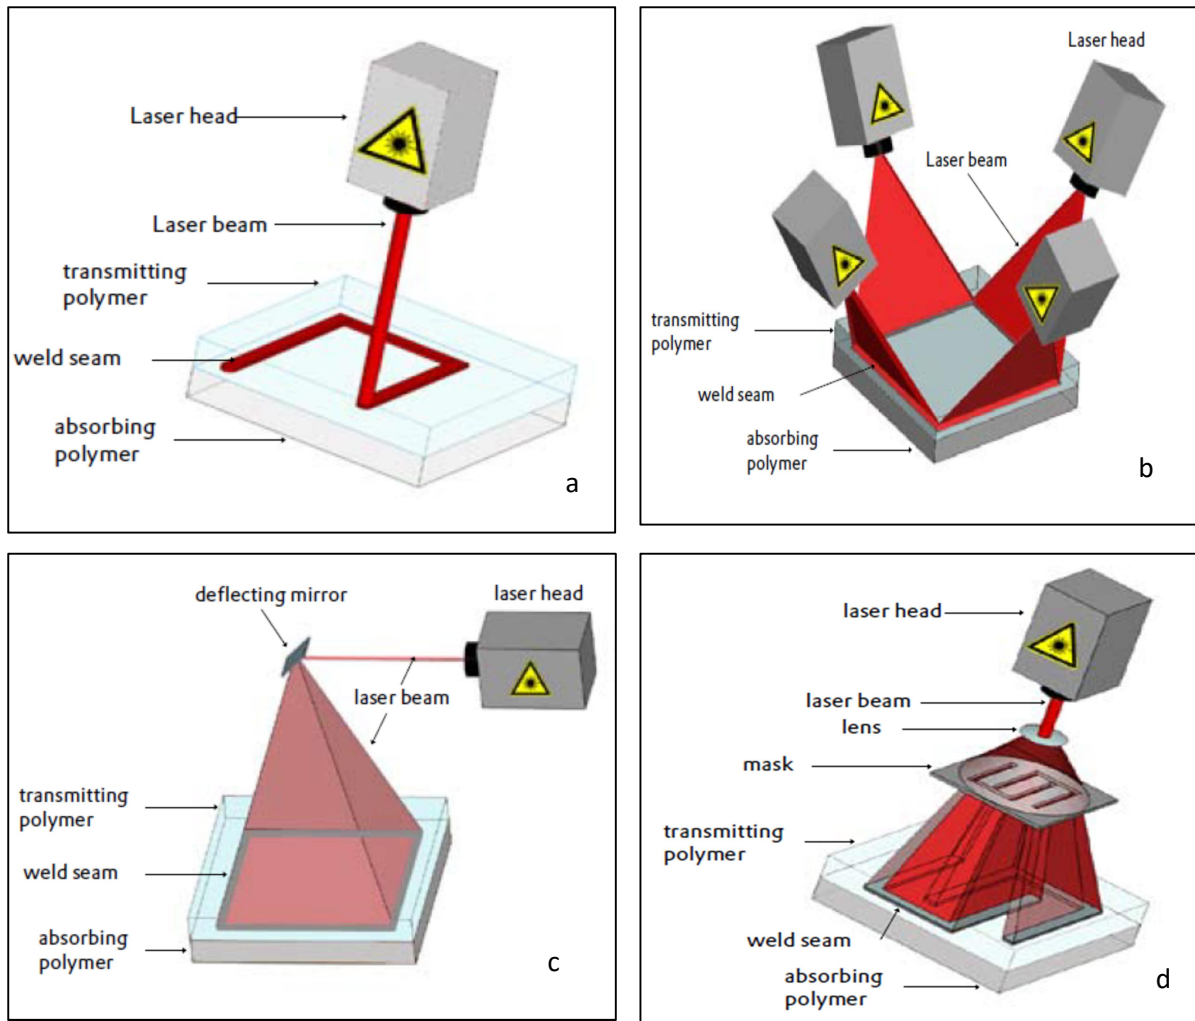 Laser head
Laser beam
transmitting
polymer
weld seam
absorbing
polymer
a
Laser head
Laser beam
transmitting
polymer
weld seam
absorbing
polymer
b
deflecting mirror
laser head
laser beam
transmitting
polymer
weld seam
absorbing
polymer
c
laser head
laser beam
lens
mask
transmitting
polymer
weld seam
absorbing
polymer
d